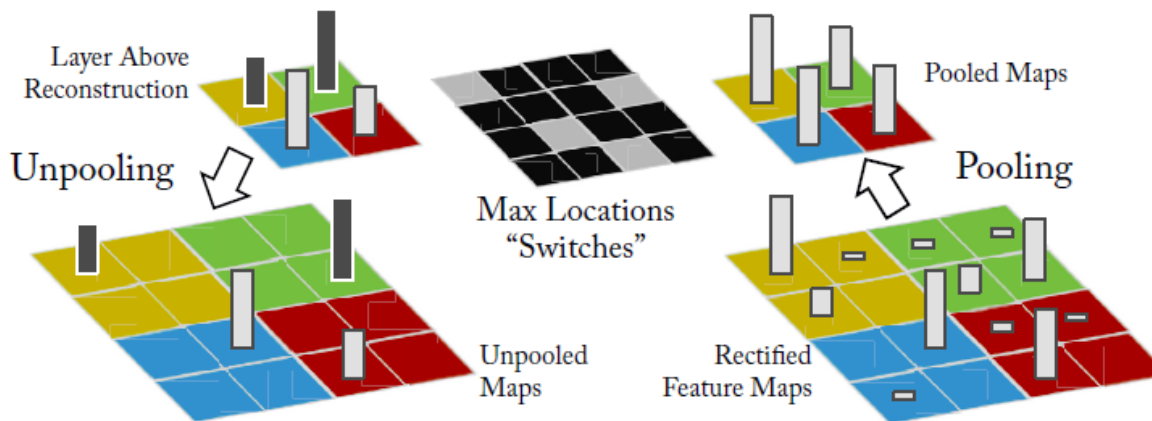 Layer Above
Reconstruction
Pooled Maps
Unpooling
Max Locations
“Switches”
Pooling
Unpooled
Maps
Rectified
Feature Maps